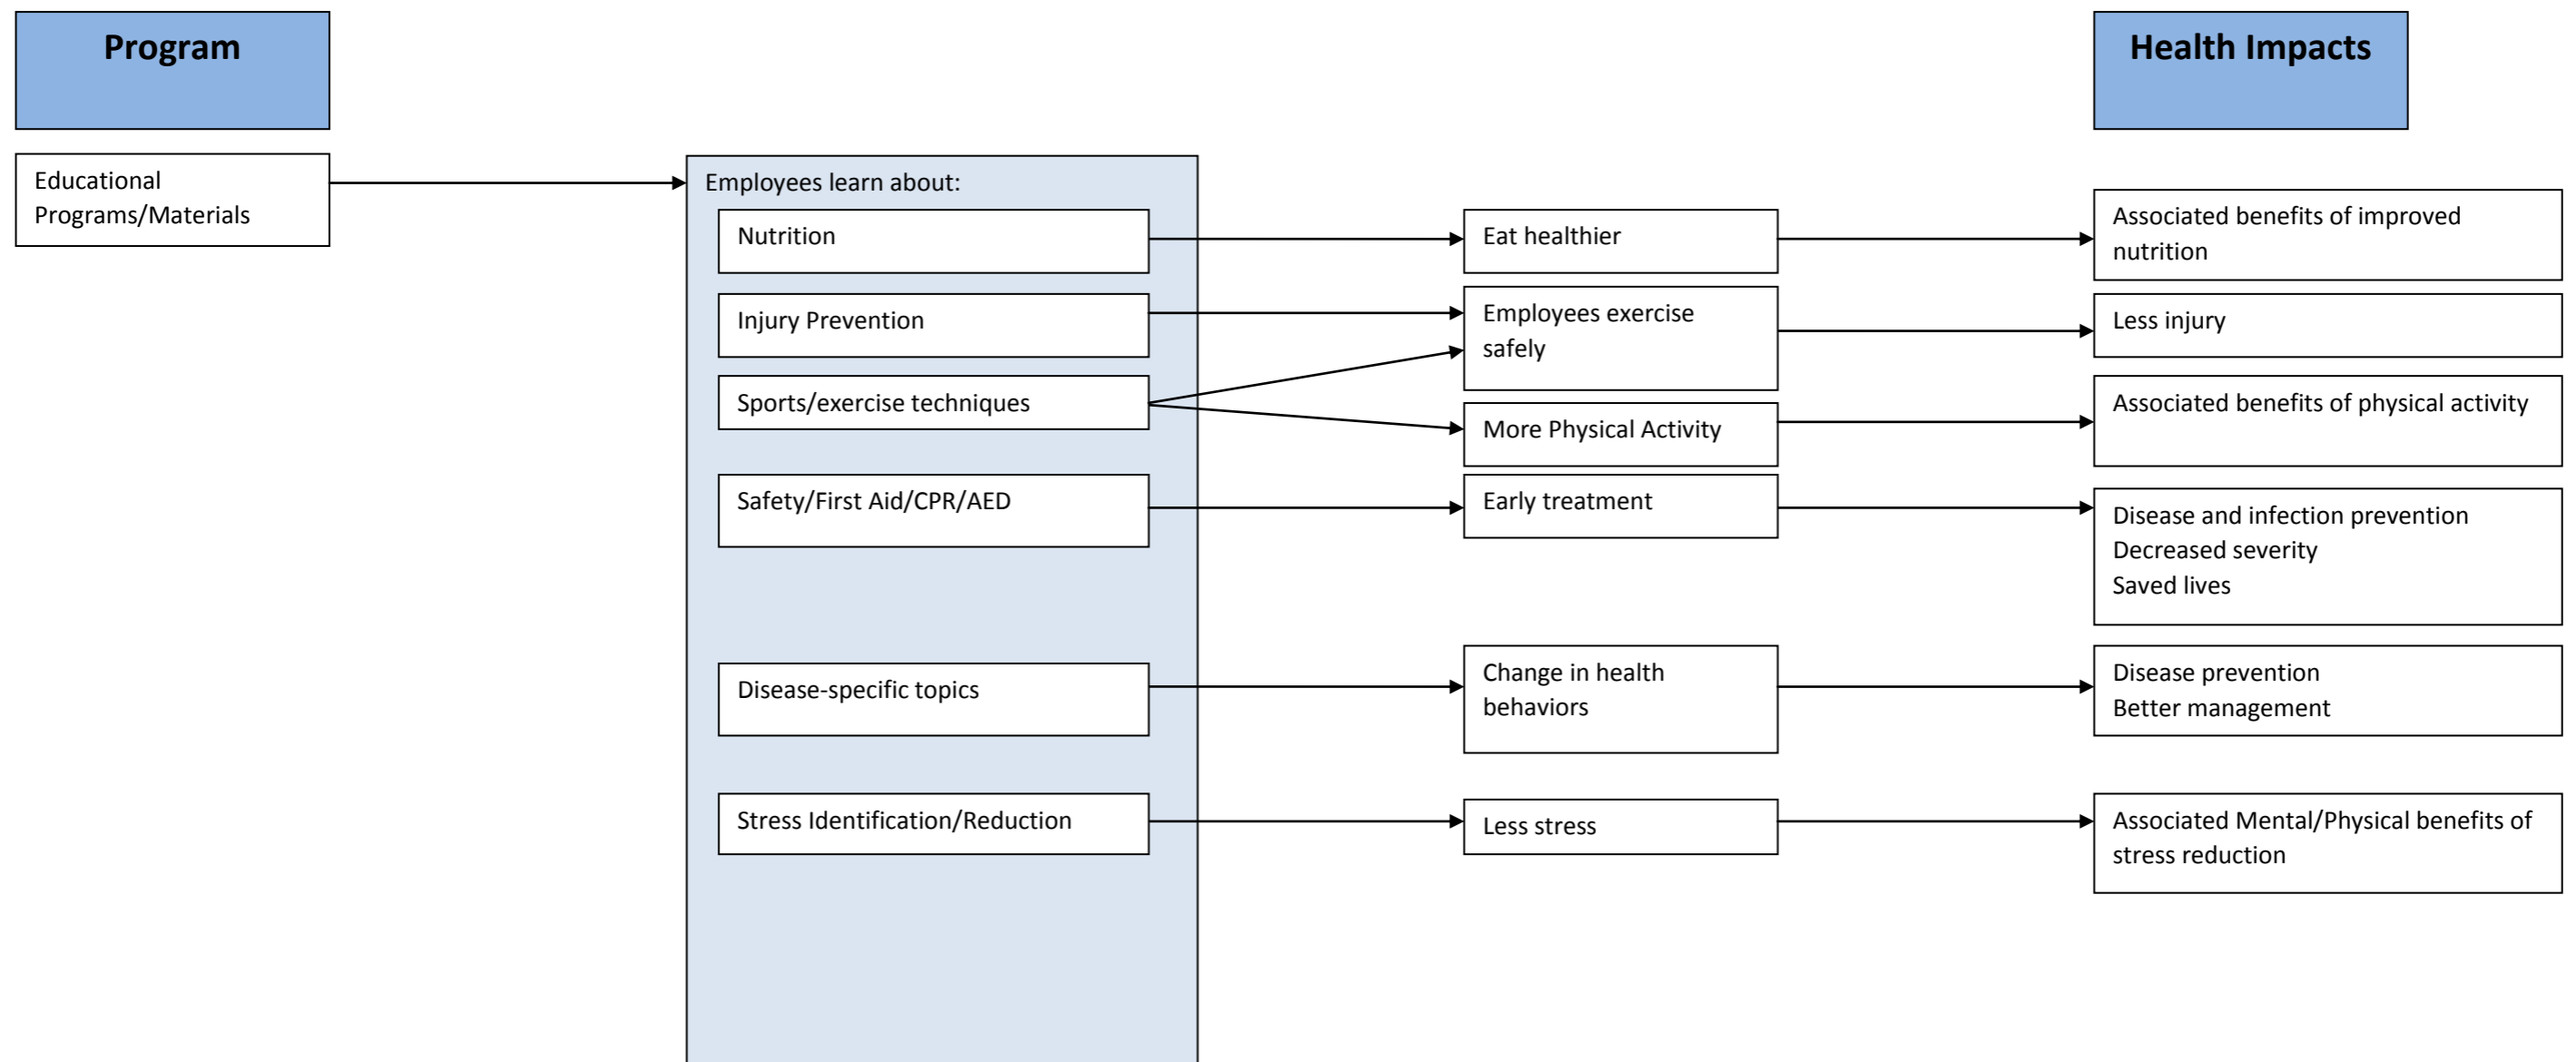 Program
Health Impacts
Educational
Programs/Materials
Employees learn about:
Nutrition
Eat healthier
Associated benefits of improved
nutrition
Injury Prevention
Employees exercise
safely
Less injury
Sports/exercise techniques
More Physical Activity
Associated benefits of physical activity
Safety/First Aid/CPR/AED
Early treatment
Disease and infection prevention
Decreased severity
Saved lives
Disease-specific topics
Change in health
behaviors
Disease prevention
Better management
Stress Identification/Reduction
Less stress
Associated Mental/Physical benefits of
stress reduction